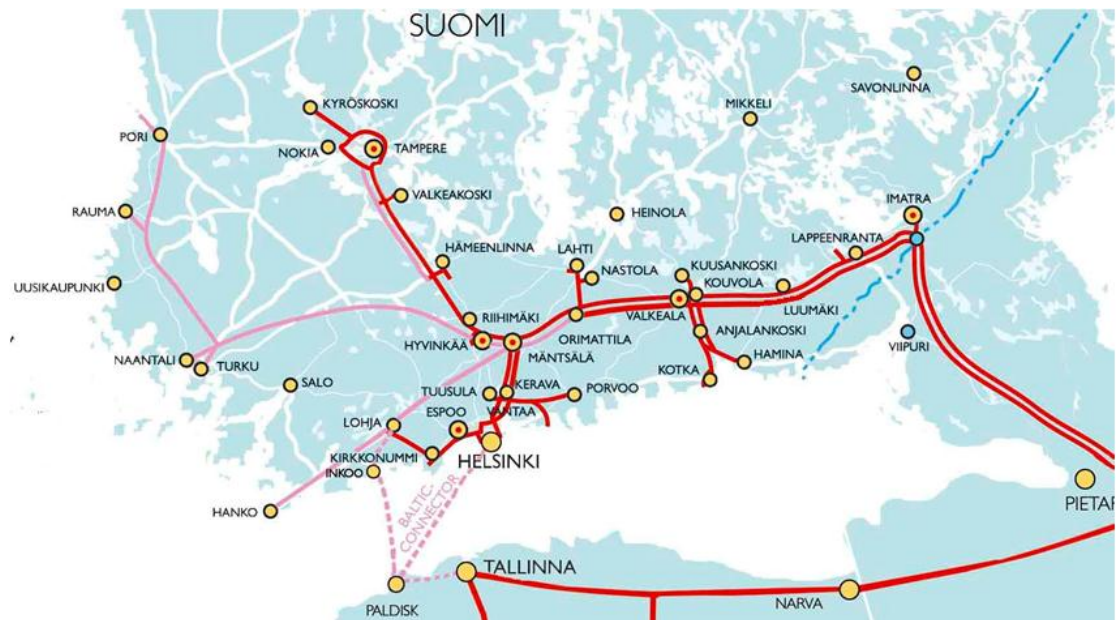 SUOMI
KYRÖSKOSKI
SAVONLINNA
MIKKELI
PORI
NOKIA
TAMPERE
VALKEAKOSKI
IMATRA
RAUMA
HEINOLA
LAPPEENRANTA
HÄMEENLINNA
LAHTI
NASTOLA
KUUSANKOSKI
KOUVOLA
UUSIKAUPUNKI
RIIHIMÄKI
ORIMATTILA
VALKEALA
LUUMÄKI
HYVINKÄÄ
MÄNTSÄLÄ
ANJALANKOSKI
VIIPURI
NAANTALI
TURKU
HAMINA
SALO
TUUSULA
KERAVA
PORVOO
KOTKA
ESPOO
VANTAA
LOHJA
KIRKKONUMMI
HELSINKI
INKOO
HANKO
BALTIC-
CONNECTOR
PIETAR
TALLINNA
PALDISK
NARVA